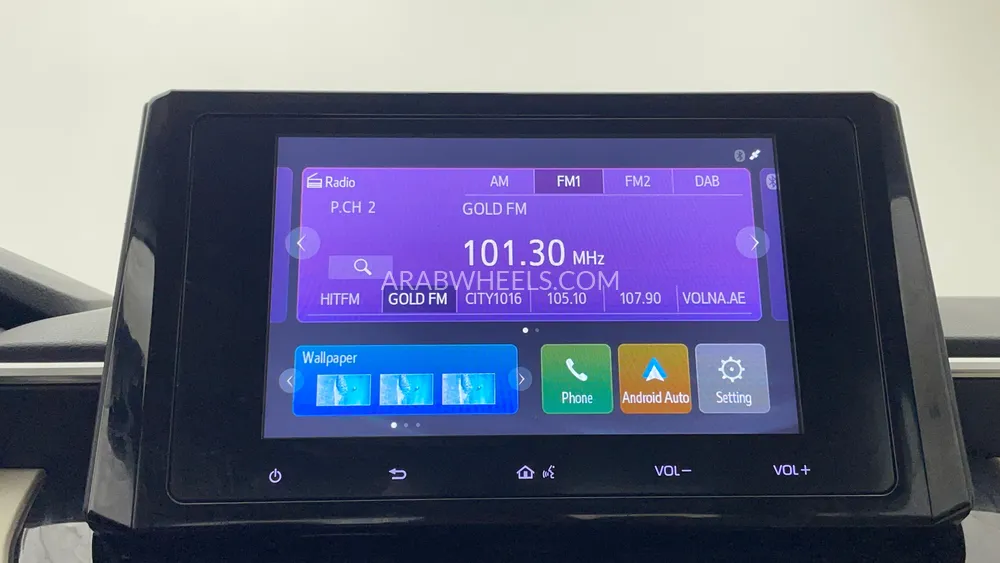 Radio AM FM1 FM2 DAB
P.CH 2 GOLD FM
101.30 MHz
ARABWHEELS.COM
HITFM GOLD FM CITY1016 105.10 107.90 VOLNA.AE
Wallpaper
Phone Android Auto Setting
VOL− VOL+